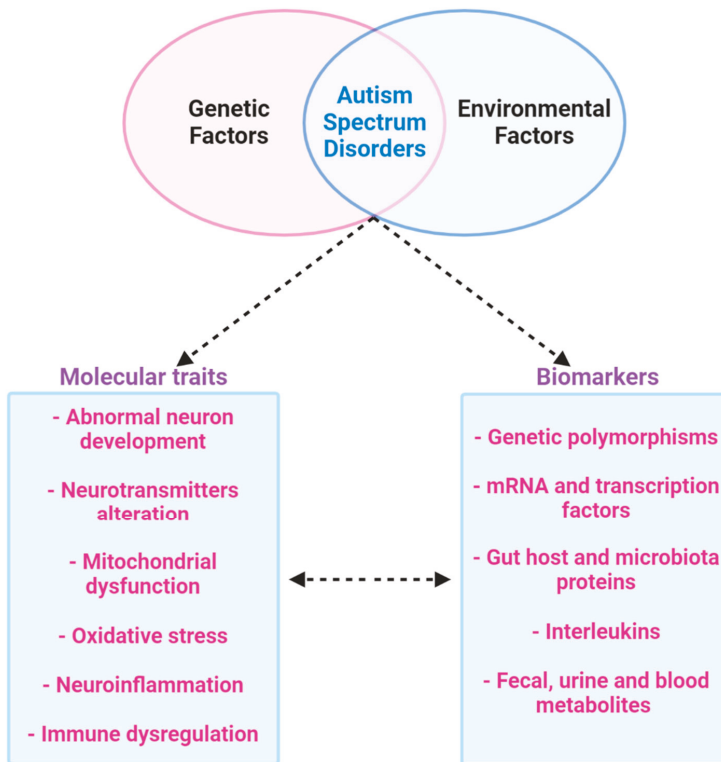 Genetic
Factors
Autism
Spectrum
Disorders
Environmental
Factors
Molecular traits
- Abnormal neuron
development
- Neurotransmitters
alteration
- Mitochondrial
dysfunction
- Oxidative stress
- Neuroinflammation
- Immune dysregulation
Biomarkers
- Genetic polymorphisms
- mRNA and transcription
factors
- Gut host and microbiota
proteins
- Interleukins
- Fecal, urine and blood
metabolites